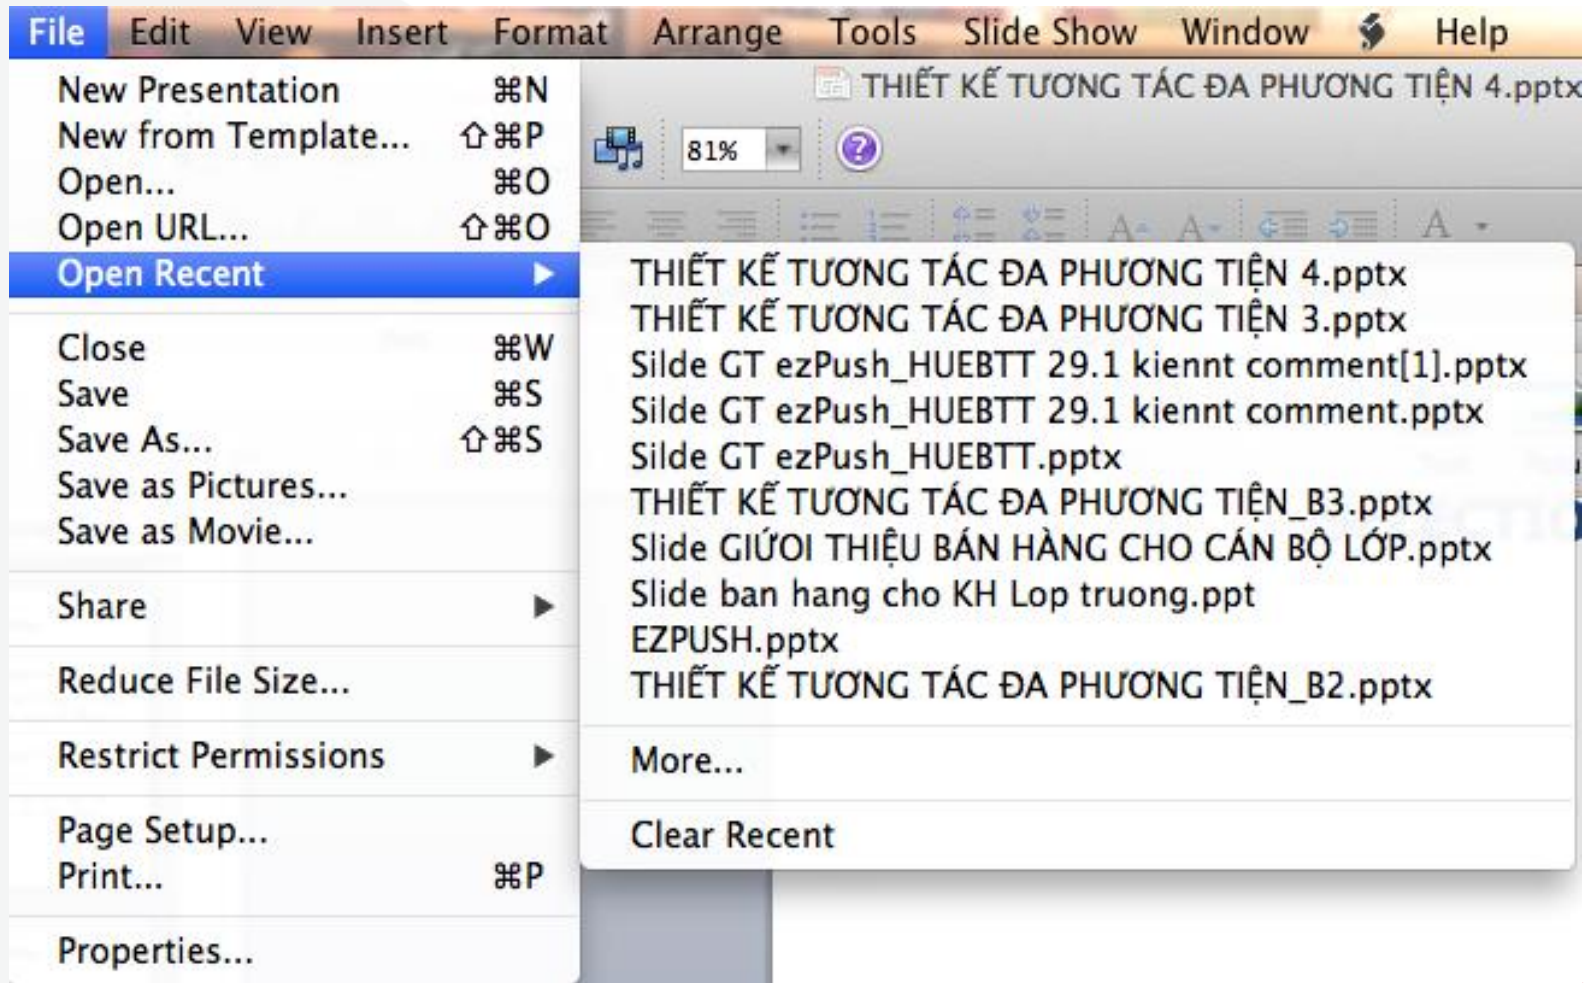 File Edit View Insert Format Arrange Tools Slide Show Window Help
THIẾT KẾ TƯƠNG TÁC ĐA PHƯƠNG TIỆN 4.pptx
81%
New Presentation ⌘N
New from Template... ⇧⌘P
Open... ⌘O
Open URL... ⇧⌘O
Open Recent
Close ⌘W
Save ⌘S
Save As... ⇧⌘S
Save as Pictures...
Save as Movie...
Share
Reduce File Size...
Restrict Permissions
Page Setup...
Print... ⌘P
Properties...
THIẾT KẾ TƯƠNG TÁC ĐA PHƯƠNG TIỆN 4.pptx
THIẾT KẾ TƯƠNG TÁC ĐA PHƯƠNG TIỆN 3.pptx
Silde GT ezPush_HUEBTT 29.1 kiennt comment[1].pptx
Silde GT ezPush_HUEBTT 29.1 kiennt comment.pptx
Silde GT ezPush_HUEBTT.pptx
THIẾT KẾ TƯƠNG TÁC ĐA PHƯƠNG TIỆN_B3.pptx
Slide GIỨOI THIỆU BÁN HÀNG CHO CÁN BỘ LỚP.pptx
Slide ban hang cho KH Lop truong.ppt
EZPUSH.pptx
THIẾT KẾ TƯƠNG TÁC ĐA PHƯƠNG TIỆN_B2.pptx
More...
Clear Recent